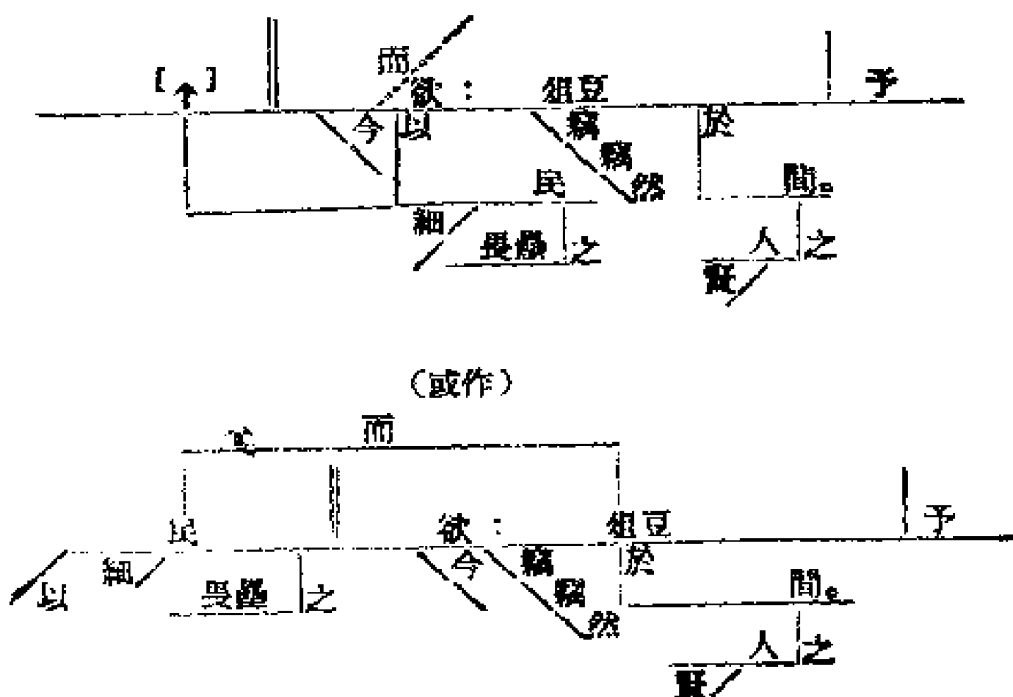 [↑] 而 欲： 俎豆 予
今 以 竊 竊 然 於
民 間。
細 畏壘 之 人 之
賢
（或作）
而
民 欲： 俎豆 予
以 細 畏壘 之 今 竊 竊 然 於 間。
人 之
賢